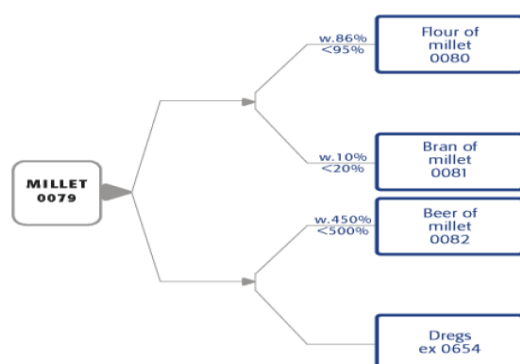 w.86%
<95%
Flour of
millet
0080
w.10%
<20%
Bran of
millet
0081
MILLET
0079
w.450%
<500%
Beer of
millet
0082
Dregs
ex 0654